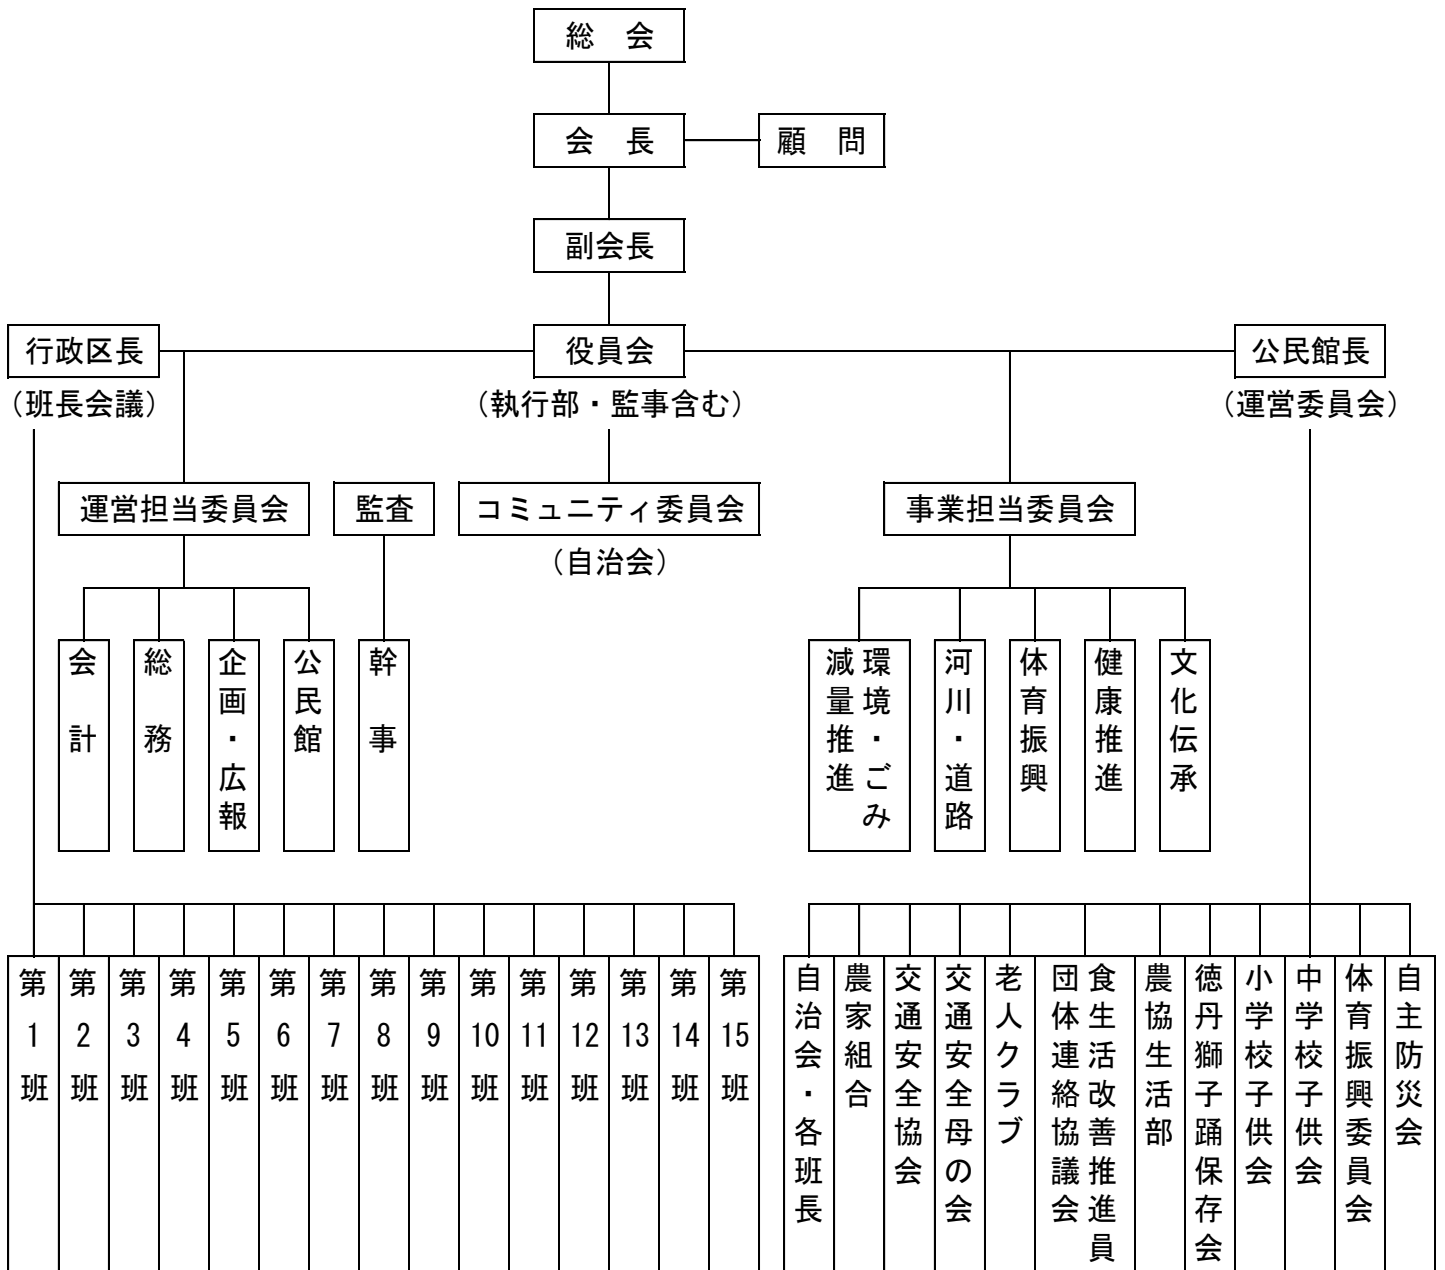 総　会
会　長
顧　問
副会長
行政区長
役員会
公民館長
（班長会議）
（執行部・監事含む）
（運営委員会）
運営担当委員会
監査
コミュニティ委員会
事業担当委員会
（自治会）
会計
総務
企画・広報
公民館
幹事
環境・ごみ
減量推進
河川・道路
体育振興
健康推進
文化伝承
第1班
第2班
第3班
第4班
第5班
第6班
第7班
第8班
第9班
第10班
第11班
第12班
第13班
第14班
第15班
自治会・各班長
農家組合
交通安全協会
交通安全母の会
老人クラブ
食生活改善推進員
団体連絡協議会
農協生活部
徳丹獅子踊保存会
小学校子供会
中学校子供会
体育振興委員会
自主防災会